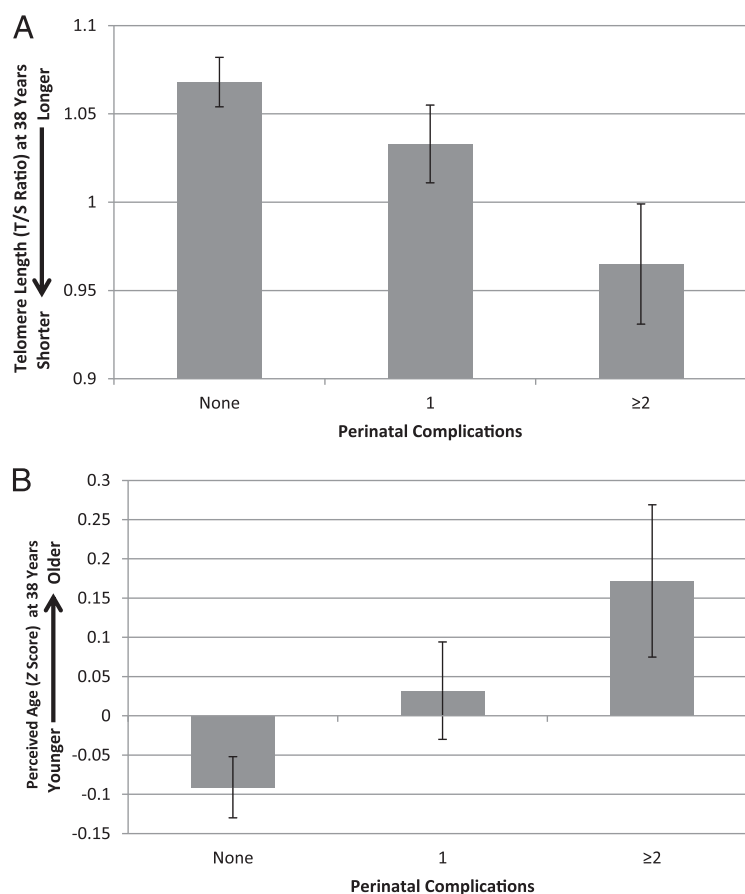 A
Telomere Length (T/S Ratio) at 38 Years
Shorter
Longer
1.1
1.05
1
0.95
0.9
None
1
≥2
Perinatal Complications
B
Perceived Age (Z Score) at 38 Years
Younger
Older
0.3
0.25
0.2
0.15
0.1
0.05
0
-0.05
-0.1
-0.15
None
1
≥2
Perinatal Complications